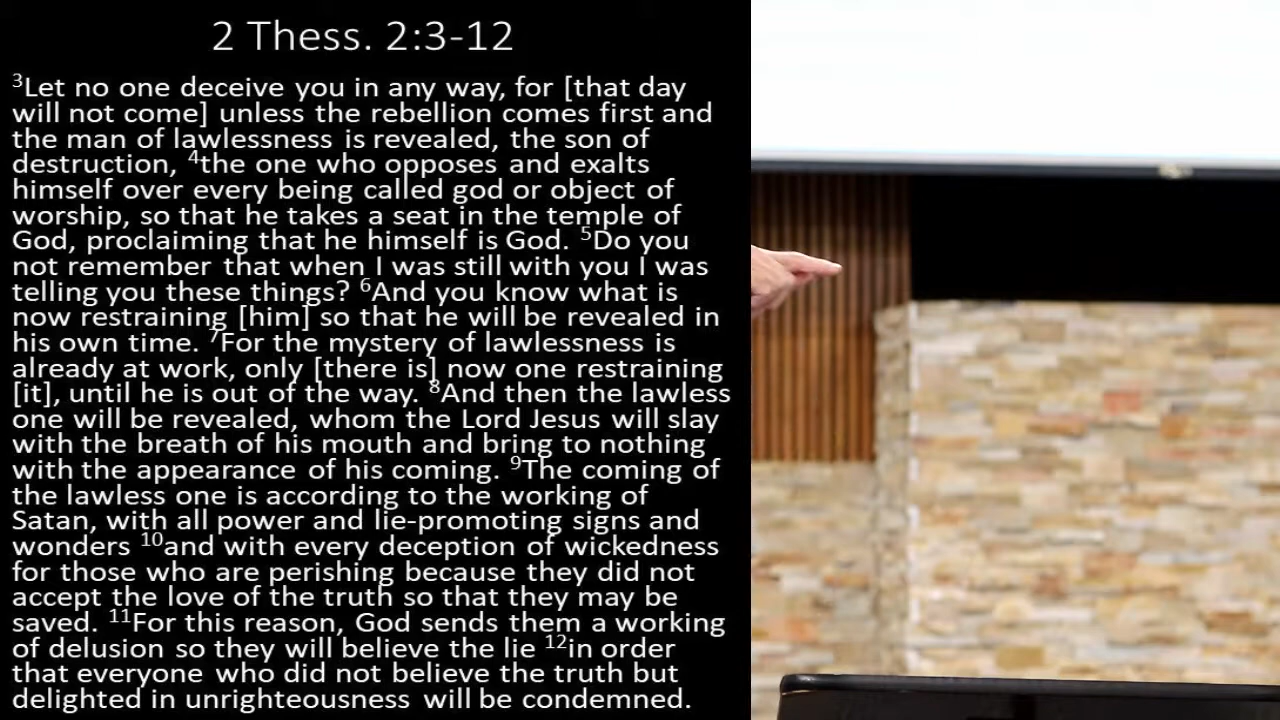 2 Thess. 2:3-12
³Let no one deceive you in any way, for [that day
will not come] unless the rebellion comes first and
the man of lawlessness is revealed, the son of
destruction, ⁴the one who opposes and exalts
himself over every being called god or object of
worship, so that he takes a seat in the temple of
God, proclaiming that he himself is God. ⁵Do you
not remember that when I was still with you I was
telling you these things? ⁶And you know what is
now restraining [him] so that he will be revealed in
his own time. ⁷For the mystery of lawlessness is
already at work, only [there is] now one restraining
[it], until he is out of the way. ⁸And then the lawless
one will be revealed, whom the Lord Jesus will slay
with the breath of his mouth and bring to nothing
with the appearance of his coming. ⁹The coming of
the lawless one is according to the working of
Satan, with all power and lie-promoting signs and
wonders ¹⁰and with every deception of wickedness
for those who are perishing because they did not
accept the love of the truth so that they may be
saved. ¹¹For this reason, God sends them a working
of delusion so they will believe the lie ¹²in order
that everyone who did not believe the truth but
delighted in unrighteousness will be condemned.